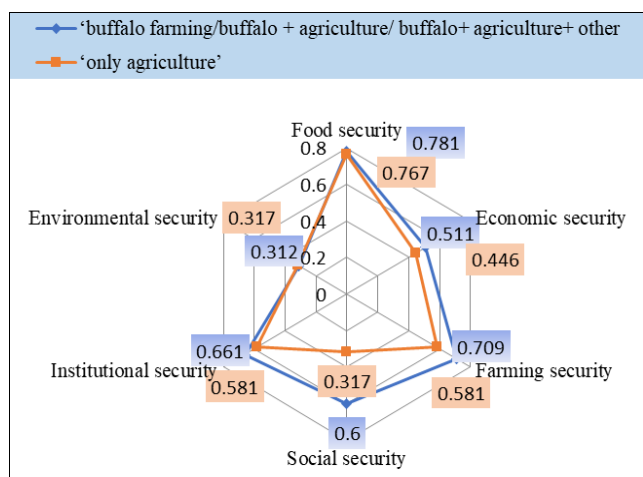 ‘buffalo farming/buffalo + agriculture/ buffalo+ agriculture+ other
‘only agriculture’
Food security
0.781
0.8
0.767
0.6
Environmental security
0.317
Economic security
0.511
0.4
0.312
0.446
0.2
0
0.661
0.709
Institutional security
Farming security
0.581
0.317
0.581
0.6
Social security